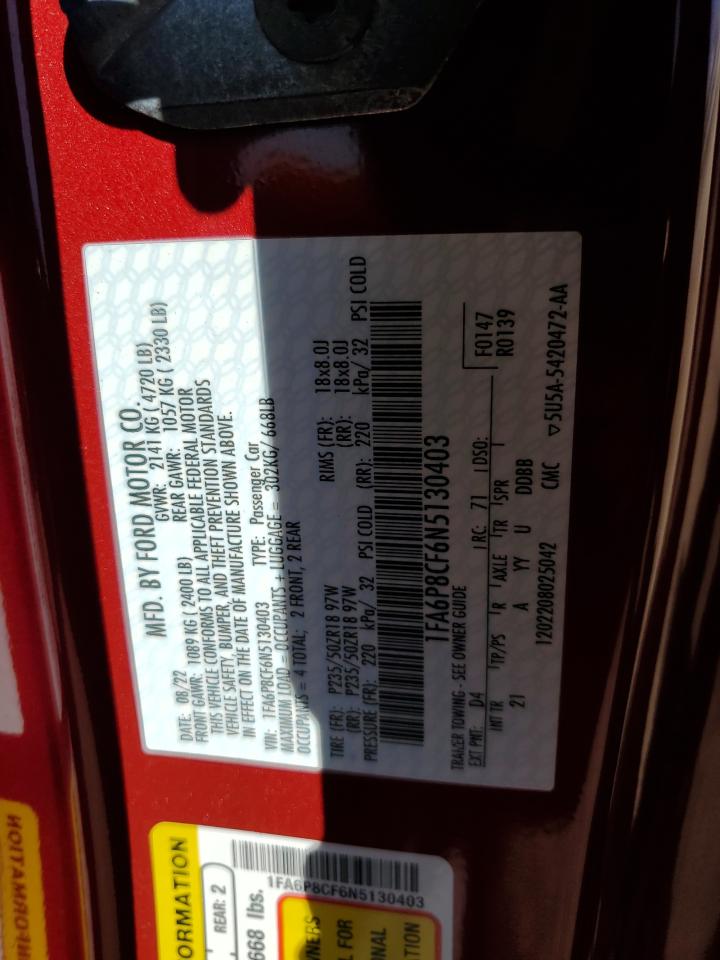 MFD. BY FORD MOTOR CO.
DATE: 08/22 GVWR: 2141 KG ( 4720 LB)
FRONT GAWR: 1089 KG ( 2400 LB) REAR GAWR: 1057 KG ( 2330 LB)
THIS VEHICLE CONFORMS TO ALL APPLICABLE FEDERAL MOTOR
VEHICLE SAFETY, BUMPER, AND THEFT PREVENTION STANDARDS
IN EFFECT ON THE DATE OF MANUFACTURE SHOWN ABOVE.
VIN: 1FA6P8CF6N5130403 TYPE: Passenger Car
MAXIMUM LOAD = OCCUPANTS + LUGGAGE = 302KG/ 668LB
OCCUPANTS = 4 TOTAL; 2 FRONT, 2 REAR
TIRE (FR): P235/50ZR18 97W RIMS (FR): 18x8.0J
(RR): P235/50ZR18 97W (RR): 18x8.0J
PRESSURE (FR): 220 kPa/ 32 PSI COLD (RR): 220 kPa/ 32 PSI COLD
1FA6P8CF6N5130403
TRAILER TOWING - SEE OWNER GUIDE
F0147
R0139
EXT PNT: D4 RC: 71 DSO:
INT TR TP/PS R AXLE TR SPR
21 A YY U DDBB
1202208025042 CMC 5U5A-5420472-AA
ORMATION
REAR: 2
668 lbs.
1FA6P8CF6N5130403
NERS
L FOR
NAL
TION
INFORMATION